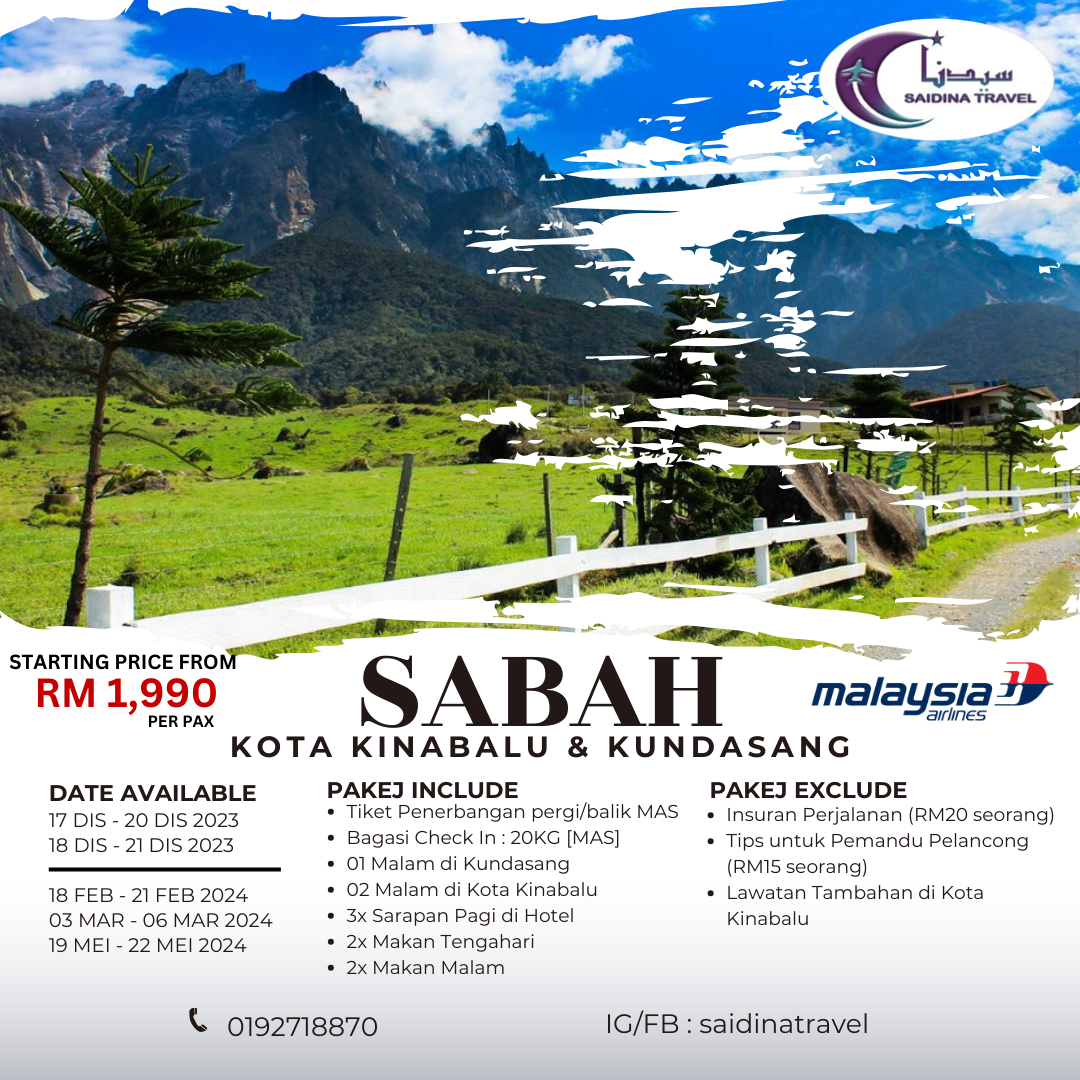 سيدنا
SAIDINA TRAVEL
STARTING PRICE FROM
RM 1,990
PER PAX
SABAH
KOTA KINABALU & KUNDASANG
malaysia
airlines
DATE AVAILABLE
17 DIS - 20 DIS 2023
18 DIS - 21 DIS 2023
18 FEB - 21 FEB 2024
03 MAR - 06 MAR 2024
19 MEI - 22 MEI 2024
PAKEJ INCLUDE
• Tiket Penerbangan pergi/balik MAS
• Bagasi Check In : 20KG [MAS]
• 01 Malam di Kundasang
• 02 Malam di Kota Kinabalu
• 3x Sarapan Pagi di Hotel
• 2x Makan Tengahari
• 2x Makan Malam
PAKEJ EXCLUDE
• Insuran Perjalanan (RM20 seorang)
• Tips untuk Pemandu Pelancong
(RM15 seorang)
• Lawatan Tambahan di Kota
Kinabalu
0192718870
IG/FB : saidinatravel